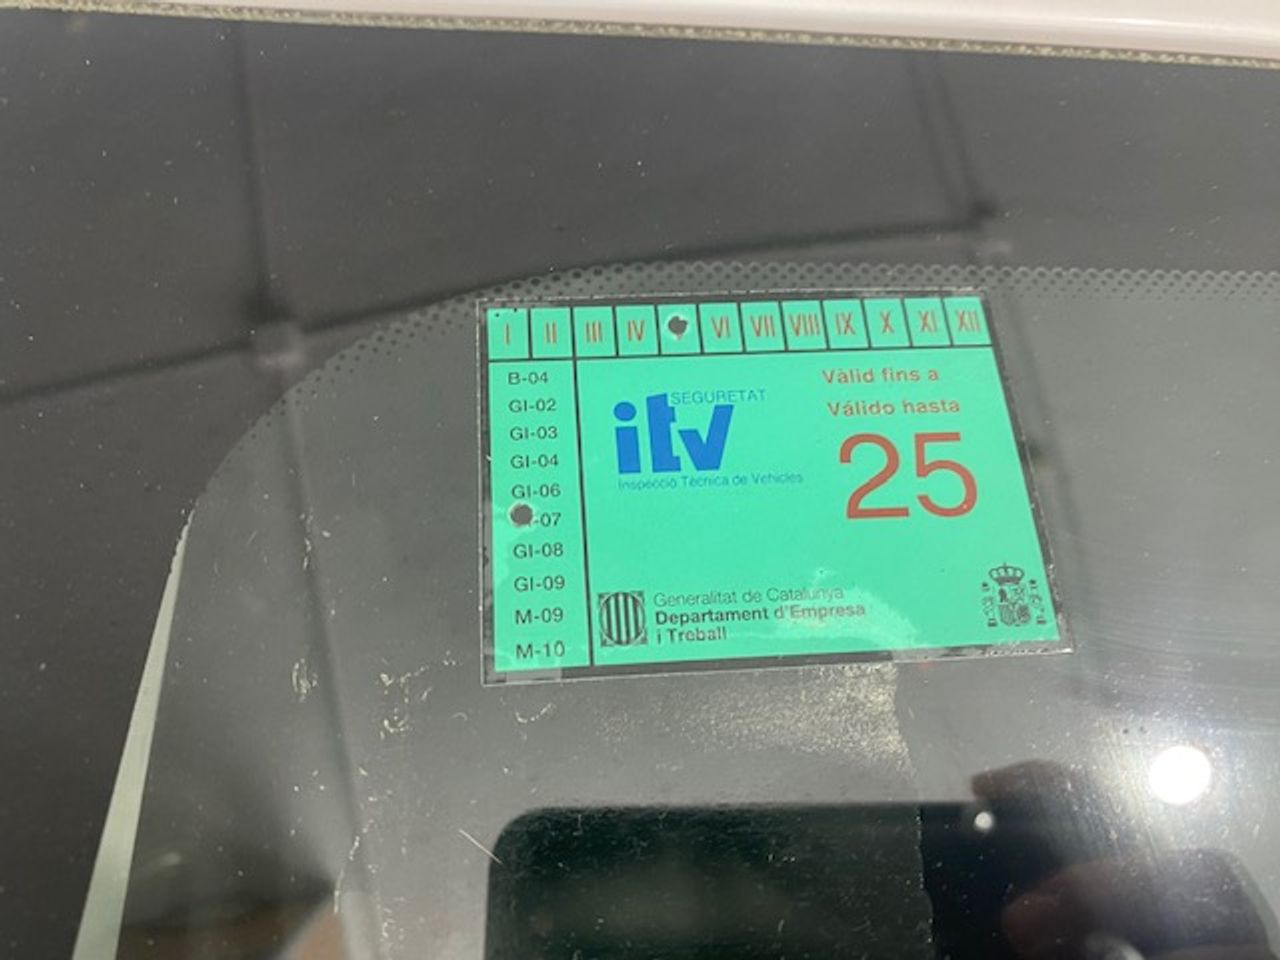 I II III IV VI VII VIII IX X XI XII
B-04
GI-02
GI-03
GI-04
GI-06
-07
GI-08
GI-09
M-09
M-10
SEGURETAT
itv
Inspecció Tècnica de Vehicles
Vàlid fins a
Válido hasta
25
Generalitat de Catalunya
Departament d'Empresa
i Treball